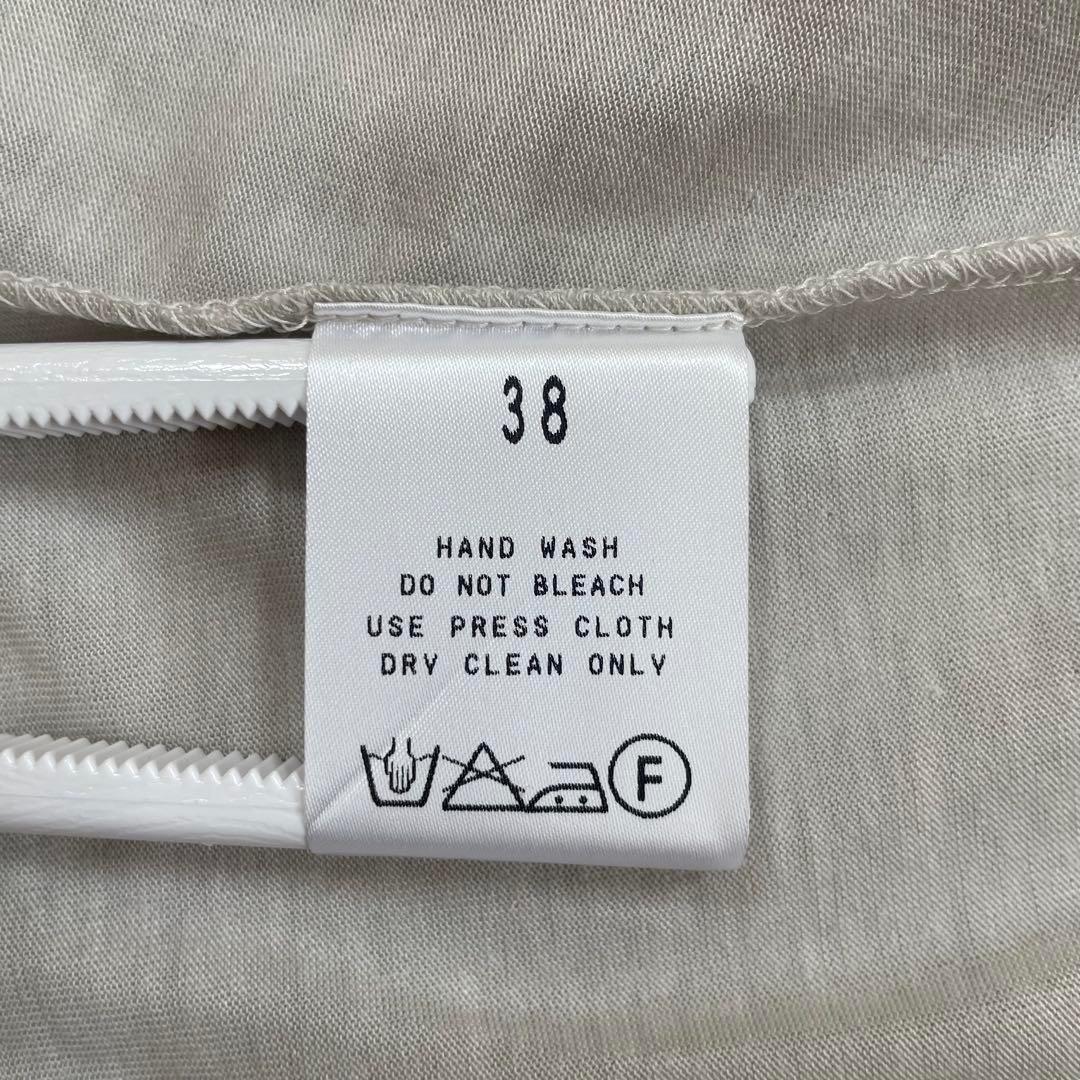 38
HAND WASH
DO NOT BLEACH
USE PRESS CLOTH
DRY CLEAN ONLY
F